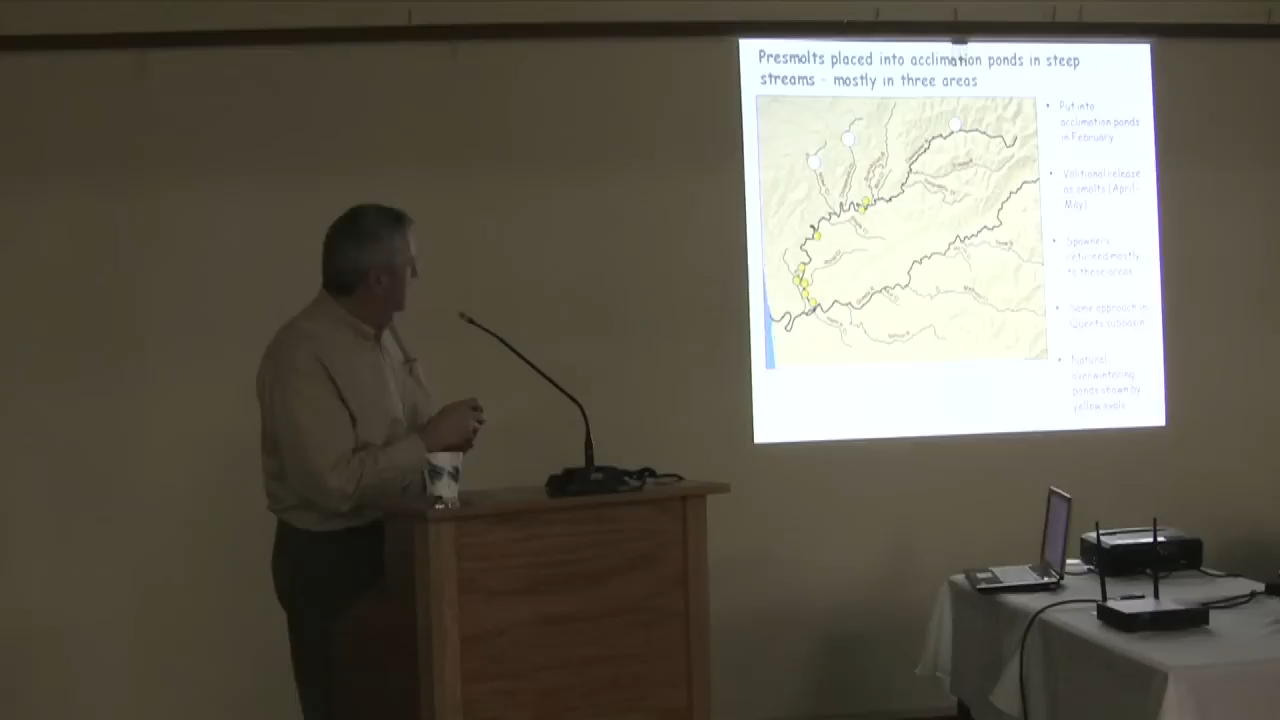 Presmolts placed into acclimation ponds in steep
streams - mostly in three areas
• Put into
acclimation ponds
in February
• Volitional release
as smolts (April-
May)
• Spawners
returned mostly
to these areas
• Same approach in
Queets subbasin
• Natural
overwintering
ponds shown by
yellow ovals